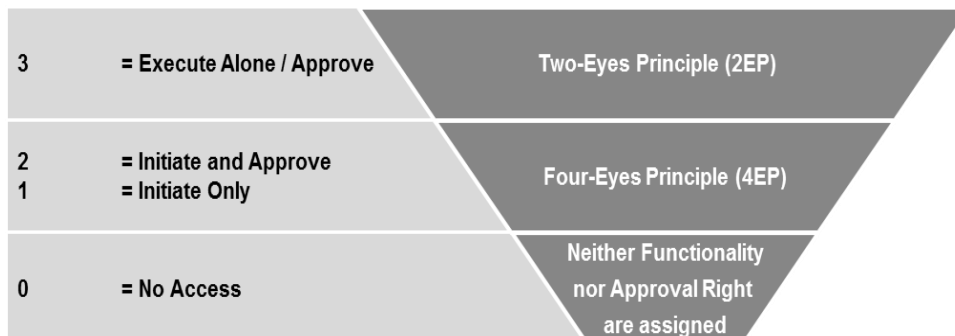 3 = Execute Alone / Approve
Two-Eyes Principle (2EP)
2 = Initiate and Approve
1 = Initiate Only
Four-Eyes Principle (4EP)
0 = No Access
Neither Functionality
nor Approval Right
are assigned